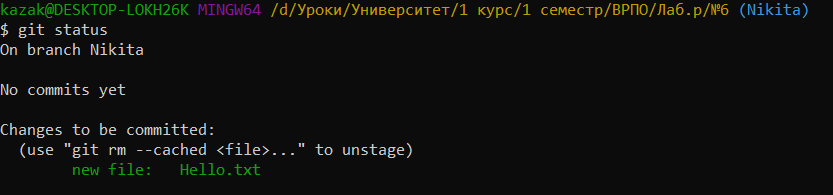 kazak@DESKTOP-LOKH26K MINGW64 /d/Уроки/Университет/1 курс/1 семестр/ВРПО/Лаб.р/№6 (Nikita)
$ git status
On branch Nikita
No commits yet
Changes to be committed:
(use "git rm --cached <file>..." to unstage)
new file: Hello.txt